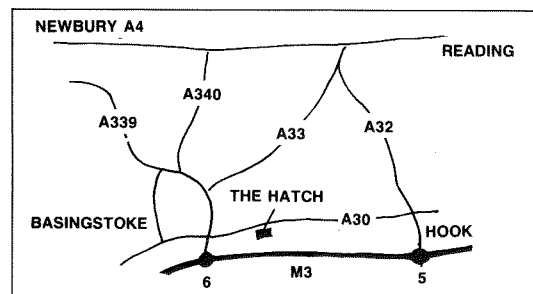 NEWBURY A4
READING
A340
A339
A33
A32
THE HATCH
BASINGSTOKE
A30
HOOK
M3
6
5